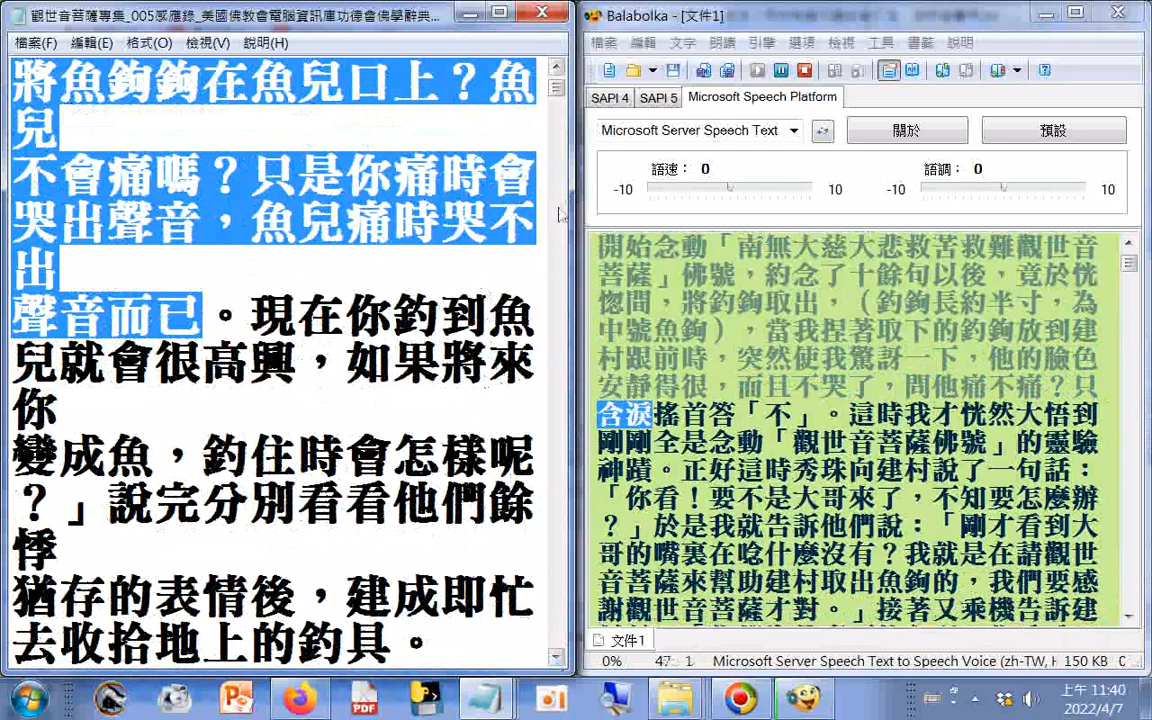 觀世音菩薩專集_005感應錄_美國佛教會電腦資訊庫功德會佛學辭典...
檔案(F) 編輯(E) 格式(O) 檢視(V) 說明(H)
將魚鉤鉤在魚兒口上？魚
兒
不會痛嗎？只是你痛時會
哭出聲音，魚兒痛時哭不
出
聲音而已。現在你釣到魚
兒就會很高興，如果將來
你
變成魚，釣住時會怎樣呢
？」說完分別看看他們餘
悸
猶存的表情後，建成即忙
去收拾地上的釣具。
Balabolka - [文件1]
檔案 編輯 文字 朗讀 引擎 選項 檢視 工具 書籤 說明
SAPI 4 SAPI 5 Microsoft Speech Platform
Microsoft Server Speech Text 關於 預設
語速： 0 語調： 0
-10 10 -10 10
開始念動「南無大慈大悲救苦救難觀世音
菩薩」佛號，約念了十餘句以後，竟於恍
惚間，將釣鉤取出，（釣鉤長約半寸，為
中號魚鉤），當我捏著取下的釣鉤放到建
村跟前時，突然使我驚訝一下，他的臉色
安靜得很，而且不哭了，問他痛不痛？只
含淚搖首答「不」。這時我才恍然大悟到
剛剛全是念動「觀世音菩薩佛號」的靈驗
神蹟。正好這時秀珠向建村說了一句話：
「你看！要不是大哥來了，不知要怎麼辦
？」於是我就告訴他們說：「剛才看到大
哥的嘴裏在唸什麼沒有？我就是在請觀世
音菩薩來幫助建村取出魚鉤的，我們要感
謝觀世音菩薩才對。」接著又乘機告訴建
文件1
0% 47: 1 Microsoft Server Speech Text to Speech Voice (zh-TW, H 150 KB
上午 11:40
2022/4/7